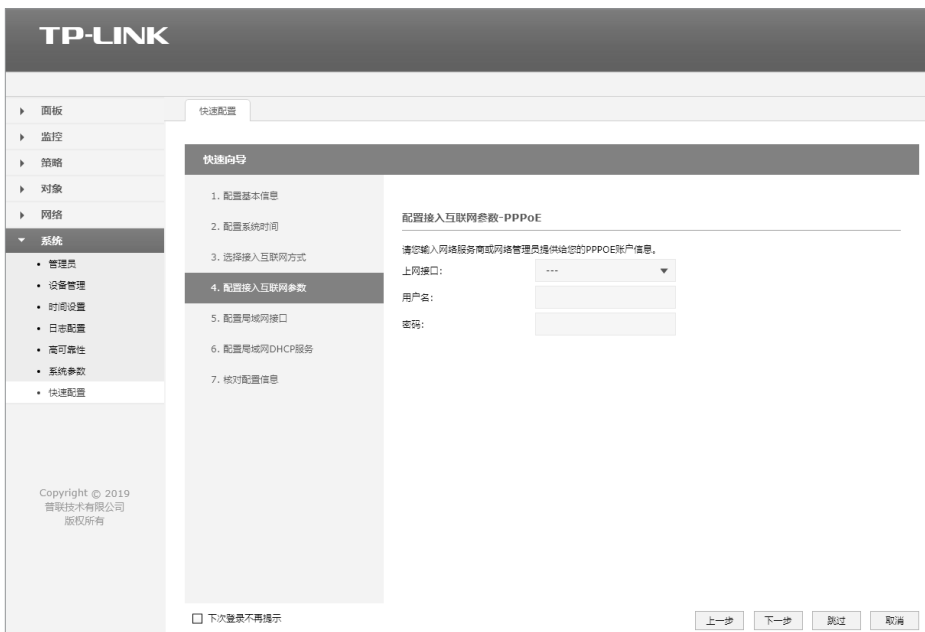 TP-LINK
面板
监控
策略
对象
网络
系统
管理员
设备管理
时间设置
日志配置
高可靠性
系统参数
快速配置
Copyright © 2019
普联技术有限公司
版权所有
快速配置
快速向导
1. 配置基本信息
2. 配置系统时间
3. 选择接入互联网方式
4. 配置接入互联网参数
5. 配置局域网接口
6. 配置局域网DHCP服务
7. 核对配置信息
配置接入互联网参数-PPPoE
请您输入网络服务商或网络管理员提供给您的PPPOE账户信息。
上网接口: ---
用户名:
密码:
下次登录不再提示
上一步 下一步 跳过 取消